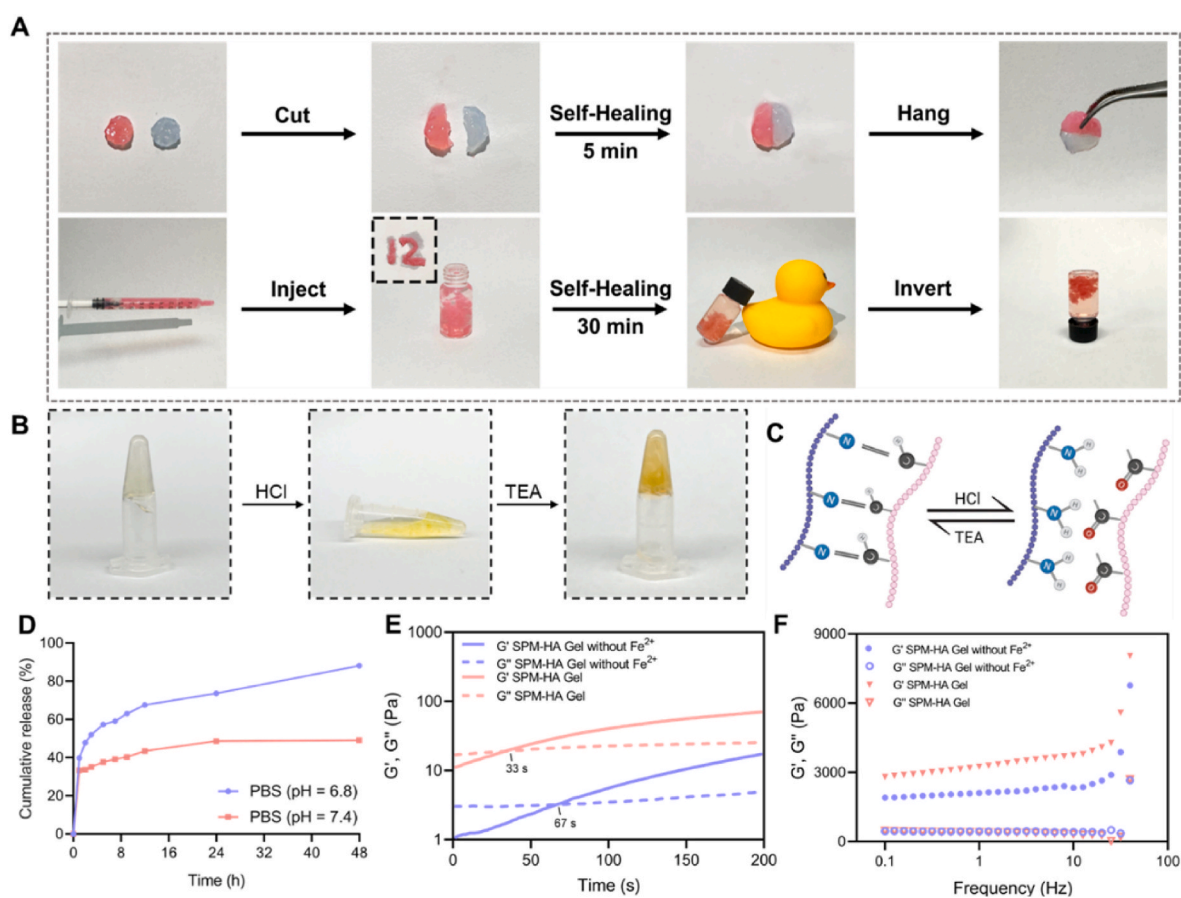 A
Cut
Self-Healing
5 min
Hang
12
Inject
Self-Healing
30 min
Invert
B
HCl
TEA
C
N
H
C
N
H
C
N
H
C
HCl
TEA
N
H
H
C
O
N
H
H
C
O
N
H
H
C
O
D
Cumulative release (%)
100
80
60
40
20
0
PBS (pH = 6.8)
PBS (pH = 7.4)
0 8 16 24 32 40 48
Time (h)
E
G', G'' (Pa)
1000
100
10
1
G' SPM-HA Gel without Fe²⁺
G'' SPM-HA Gel without Fe²⁺
G' SPM-HA Gel
G'' SPM-HA Gel
33 s
67 s
0 50 100 150 200
Time (s)
F
G', G'' (Pa)
9000
6000
3000
0
G' SPM-HA Gel without Fe²⁺
G'' SPM-HA Gel without Fe²⁺
G' SPM-HA Gel
G'' SPM-HA Gel
0.1 1 10 100
Frequency (Hz)